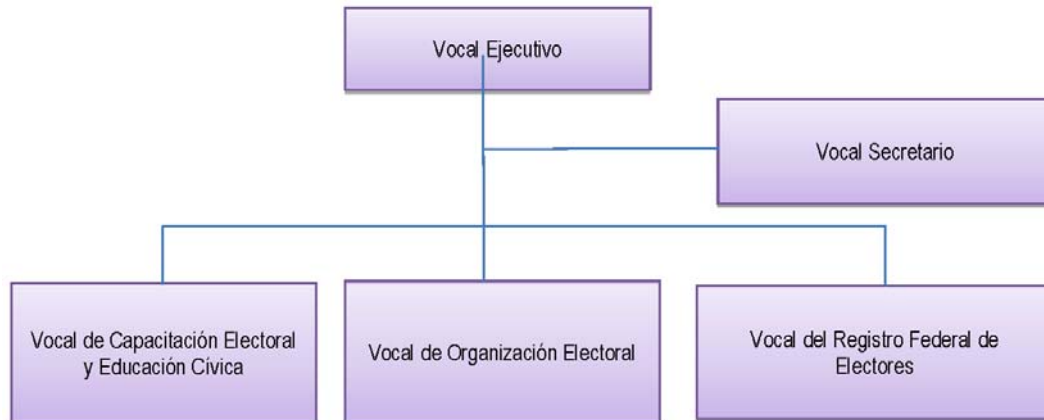 Vocal Ejecutivo
Vocal Secretario
Vocal de Capacitación Electoral
y Educación Cívica
Vocal de Organización Electoral
Vocal del Registro Federal de
Electores